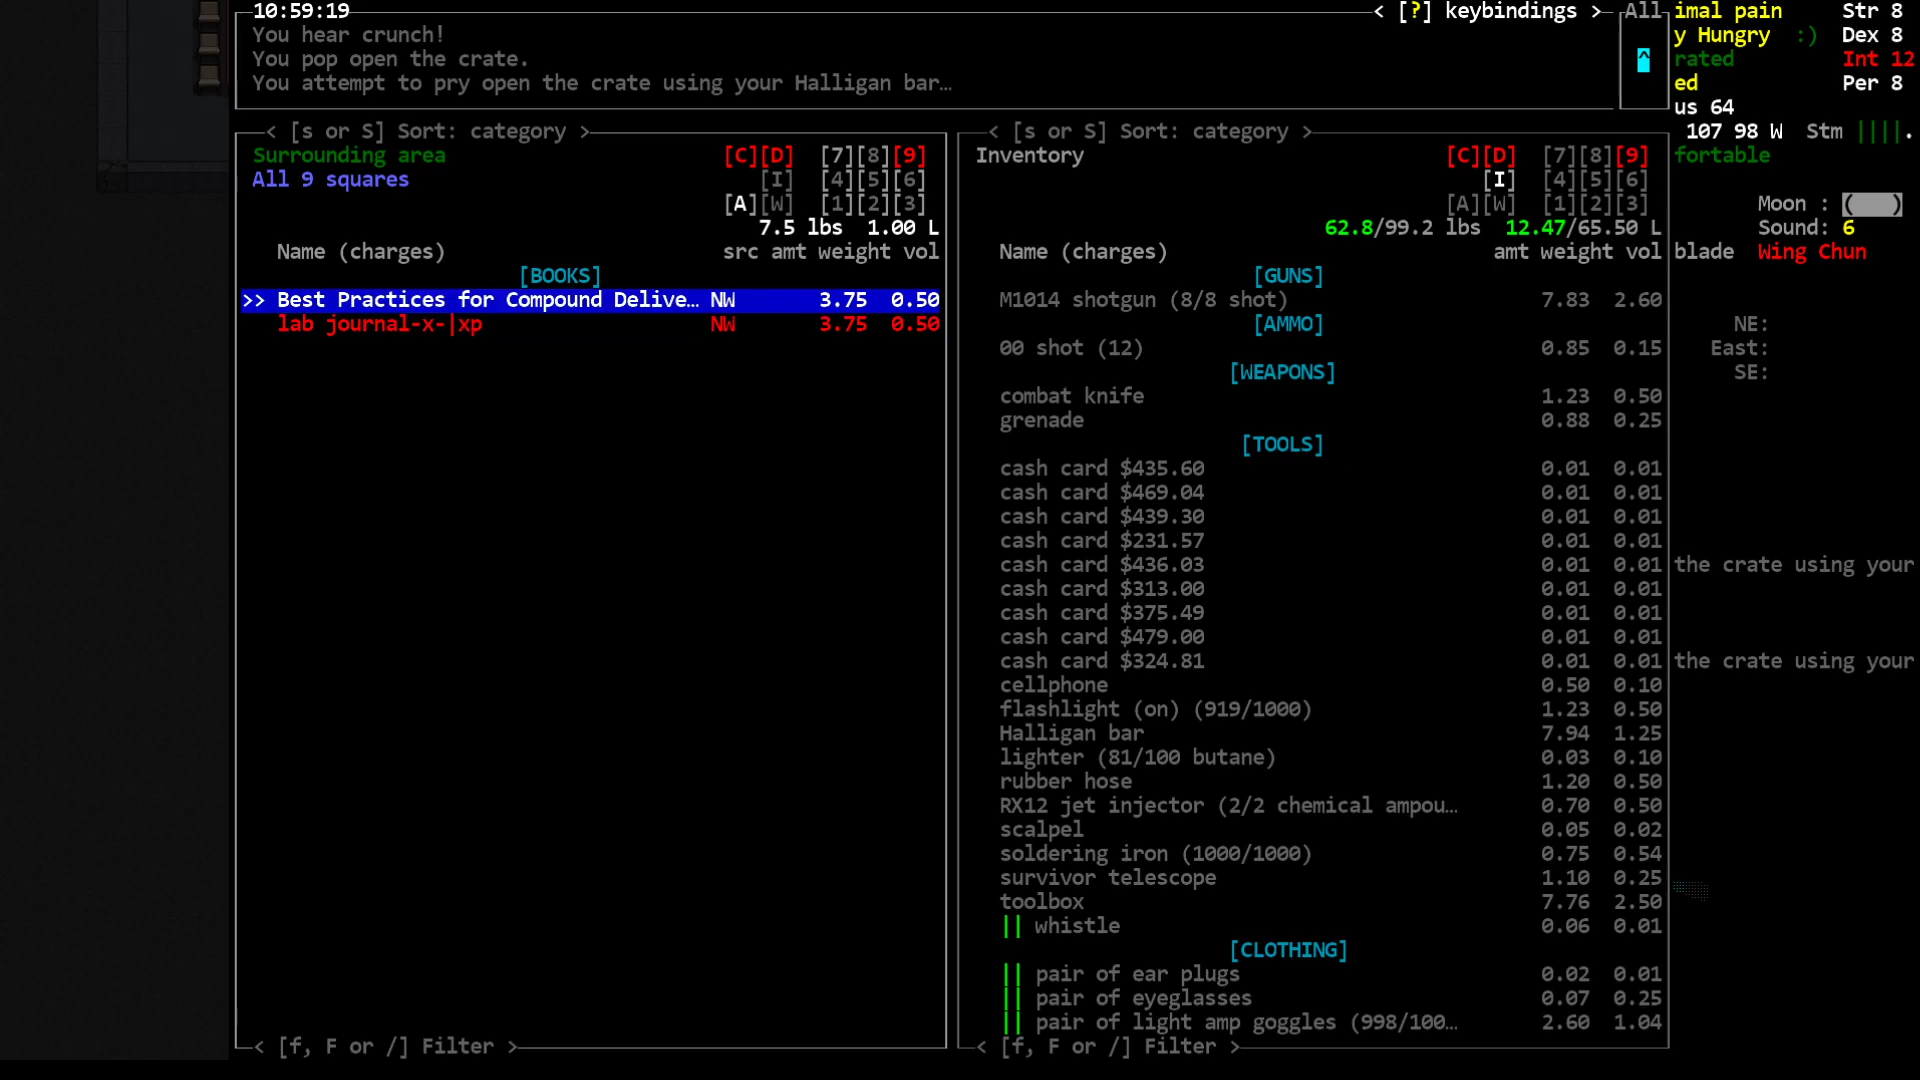 10:59:19 < [?] keybindings > All imal pain Str 8
You hear crunch! y Hungry :) Dex 8
You pop open the crate. ^ rated Int 12
You attempt to pry open the crate using your Halligan bar… ed Per 8
us 64
< [s or S] Sort: category > < [s or S] Sort: category > 107 98 W Stm ||||.
Surrounding area [C][D] [7][8][9] Inventory [C][D] [7][8][9] fortable
All 9 squares [I] [4][5][6] [I] [4][5][6]
[A][W] [1][2][3] [A][W] [1][2][3] Moon : ( )
7.5 lbs 1.00 L 62.8/99.2 lbs 12.47/65.50 L Sound: 6
Name (charges) src amt weight vol Name (charges) amt weight vol blade Wing Chun
[BOOKS] [GUNS]
>> Best Practices for Compound Delive… NW 3.75 0.50 M1014 shotgun (8/8 shot) 7.83 2.60
lab journal-x-|xp NW 3.75 0.50 [AMMO] NE:
00 shot (12) 0.85 0.15 East:
[WEAPONS] SE:
combat knife 1.23 0.50
grenade 0.88 0.25
[TOOLS]
cash card $435.60 0.01 0.01
cash card $469.04 0.01 0.01
cash card $439.30 0.01 0.01
cash card $231.57 0.01 0.01
cash card $436.03 0.01 0.01 the crate using your
cash card $313.00 0.01 0.01
cash card $375.49 0.01 0.01
cash card $479.00 0.01 0.01
cash card $324.81 0.01 0.01 the crate using your
cellphone 0.50 0.10
flashlight (on) (919/1000) 1.23 0.50
Halligan bar 7.94 1.25
lighter (81/100 butane) 0.03 0.10
rubber hose 1.20 0.50
RX12 jet injector (2/2 chemical ampou… 0.70 0.50
scalpel 0.05 0.02
soldering iron (1000/1000) 0.75 0.54
survivor telescope 1.10 0.25
toolbox 7.76 2.50
|| whistle 0.06 0.01
[CLOTHING]
|| pair of ear plugs 0.02 0.01
|| pair of eyeglasses 0.07 0.25
|| pair of light amp goggles (998/100… 2.60 1.04
< [f, F or /] Filter > < [f, F or /] Filter >